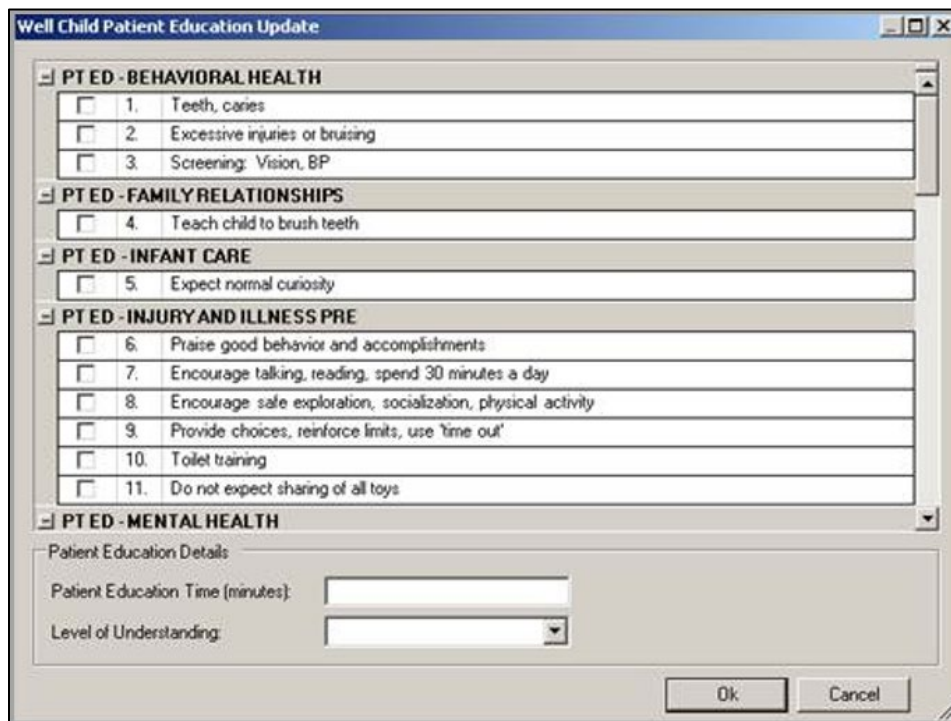 Well Child Patient Education Update
PT ED - BEHAVIORAL HEALTH
1. Teeth, caries
2. Excessive injuries or bruising
3. Screening: Vision, BP
PT ED - FAMILY RELATIONSHIPS
4. Teach child to brush teeth
PT ED - INFANT CARE
5. Expect normal curiosity
PT ED - INJURY AND ILLNESS PRE
6. Praise good behavior and accomplishments
7. Encourage talking, reading, spend 30 minutes a day
8. Encourage safe exploration, socialization, physical activity
9. Provide choices, reinforce limits, use 'time out'
10. Toilet training
11. Do not expect sharing of all toys
PT ED - MENTAL HEALTH
Patient Education Details
Patient Education Time (minutes):
Level of Understanding:
Ok Cancel